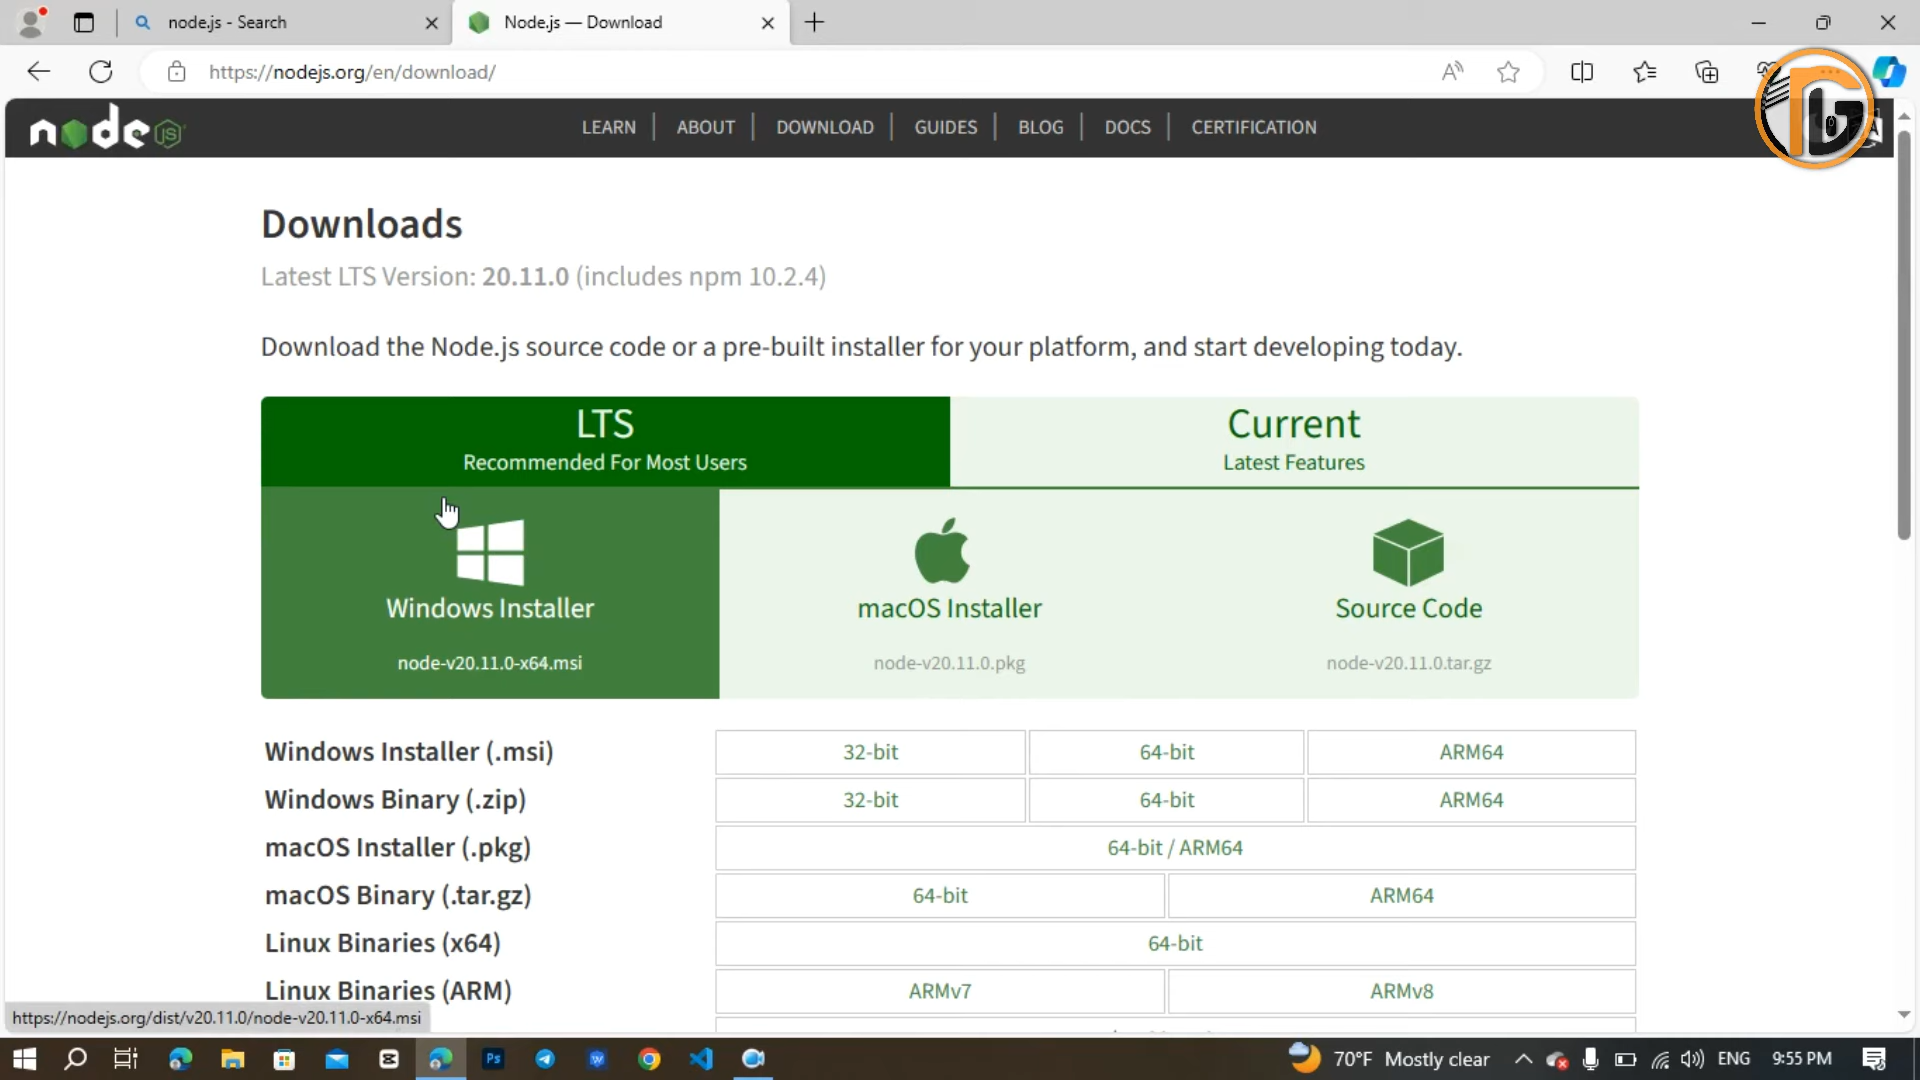 node.js - Search
Node.js — Download
https://nodejs.org/en/download/
node JS
LEARN
ABOUT
DOWNLOAD
GUIDES
BLOG
DOCS
CERTIFICATION
Downloads
Latest LTS Version: 20.11.0 (includes npm 10.2.4)
Download the Node.js source code or a pre-built installer for your platform, and start developing today.
LTS
Recommended For Most Users
Current
Latest Features
Windows Installer
node-v20.11.0-x64.msi
macOS Installer
node-v20.11.0.pkg
Source Code
node-v20.11.0.tar.gz
Windows Installer (.msi) 32-bit 64-bit ARM64
Windows Binary (.zip) 32-bit 64-bit ARM64
macOS Installer (.pkg) 64-bit / ARM64
macOS Binary (.tar.gz) 64-bit ARM64
Linux Binaries (x64) 64-bit
Linux Binaries (ARM) ARMv7 ARMv8
https://nodejs.org/dist/v20.11.0/node-v20.11.0-x64.msi
Ps
70°F Mostly clear
ENG
9:55 PM